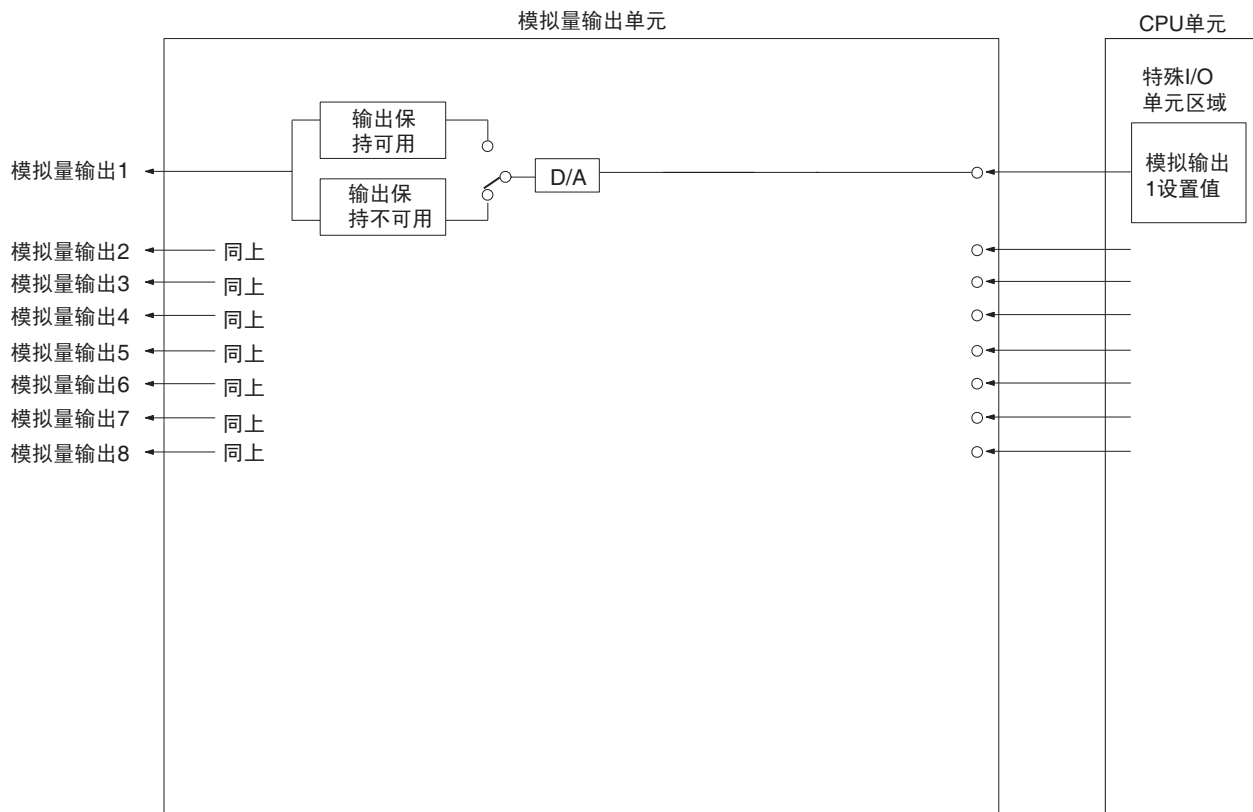 模拟量输出单元
CPU单元
特殊I/O
单元区域
输出保
持可用
模拟量输出1
D/A
模拟输出
1设置值
输出保
持不可用
模拟量输出2
同上
模拟量输出3
同上
模拟量输出4
同上
模拟量输出5
同上
模拟量输出6
同上
模拟量输出7
同上
模拟量输出8
同上